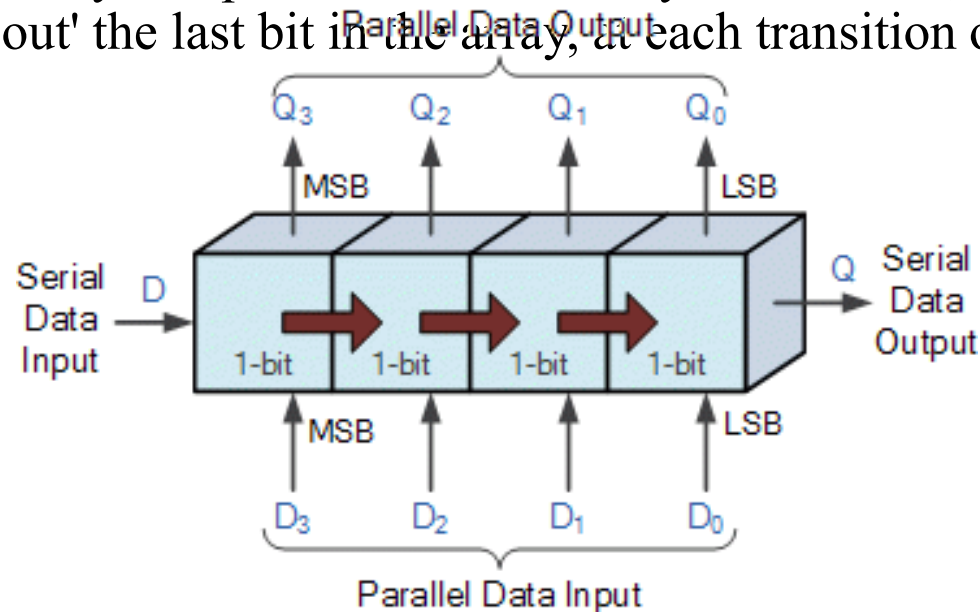 out' the last bit in the array, at each transition
Parallel Data Output
Q3 Q2 Q1 Q0
MSB LSB
Serial Data Input
D
1-bit 1-bit 1-bit 1-bit
Q
Serial Data Output
MSB LSB
D3 D2 D1 D0
Parallel Data Input